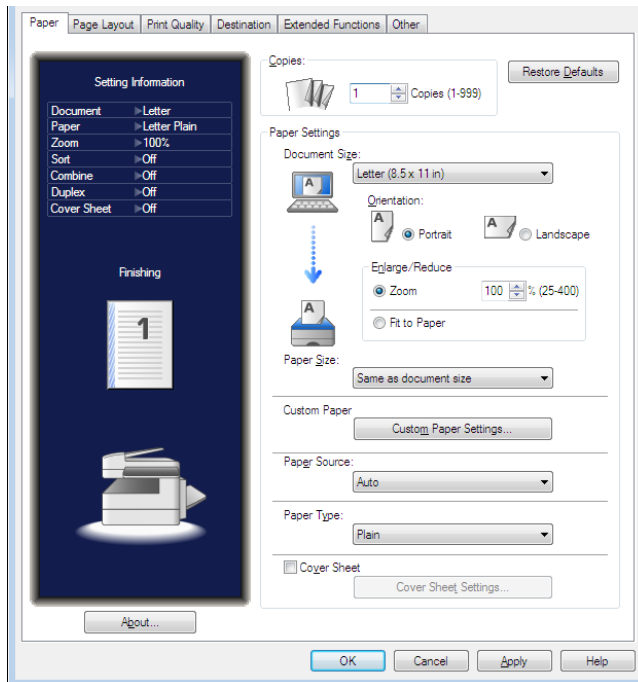 Paper Page Layout Print Quality Destination Extended Functions Other
Setting Information
Document Letter
Paper Letter Plain
Zoom 100%
Sort Off
Combine Off
Duplex Off
Cover Sheet Off
Finishing
1
About...
Copies:
1 Copies (1-999)
Restore Defaults
Paper Settings
Document Size:
A
Letter (8.5 x 11 in)
Orientation:
A Portrait A Landscape
Enlarge/Reduce
Zoom 100 % (25-400)
Fit to Paper
A
Paper Size:
Same as document size
Custom Paper
Custom Paper Settings...
Paper Source:
Auto
Paper Type:
Plain
Cover Sheet
Cover Sheet Settings...
OK Cancel Apply Help